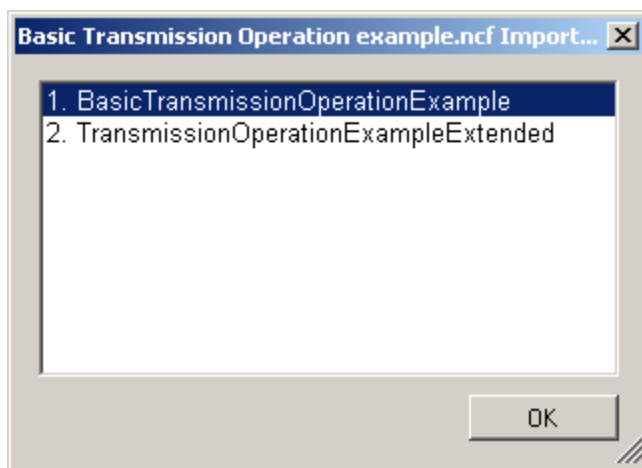 Basic Transmission Operation example.ncf Import...
1. BasicTransmissionOperationExample
2. TransmissionOperationExampleExtended
OK